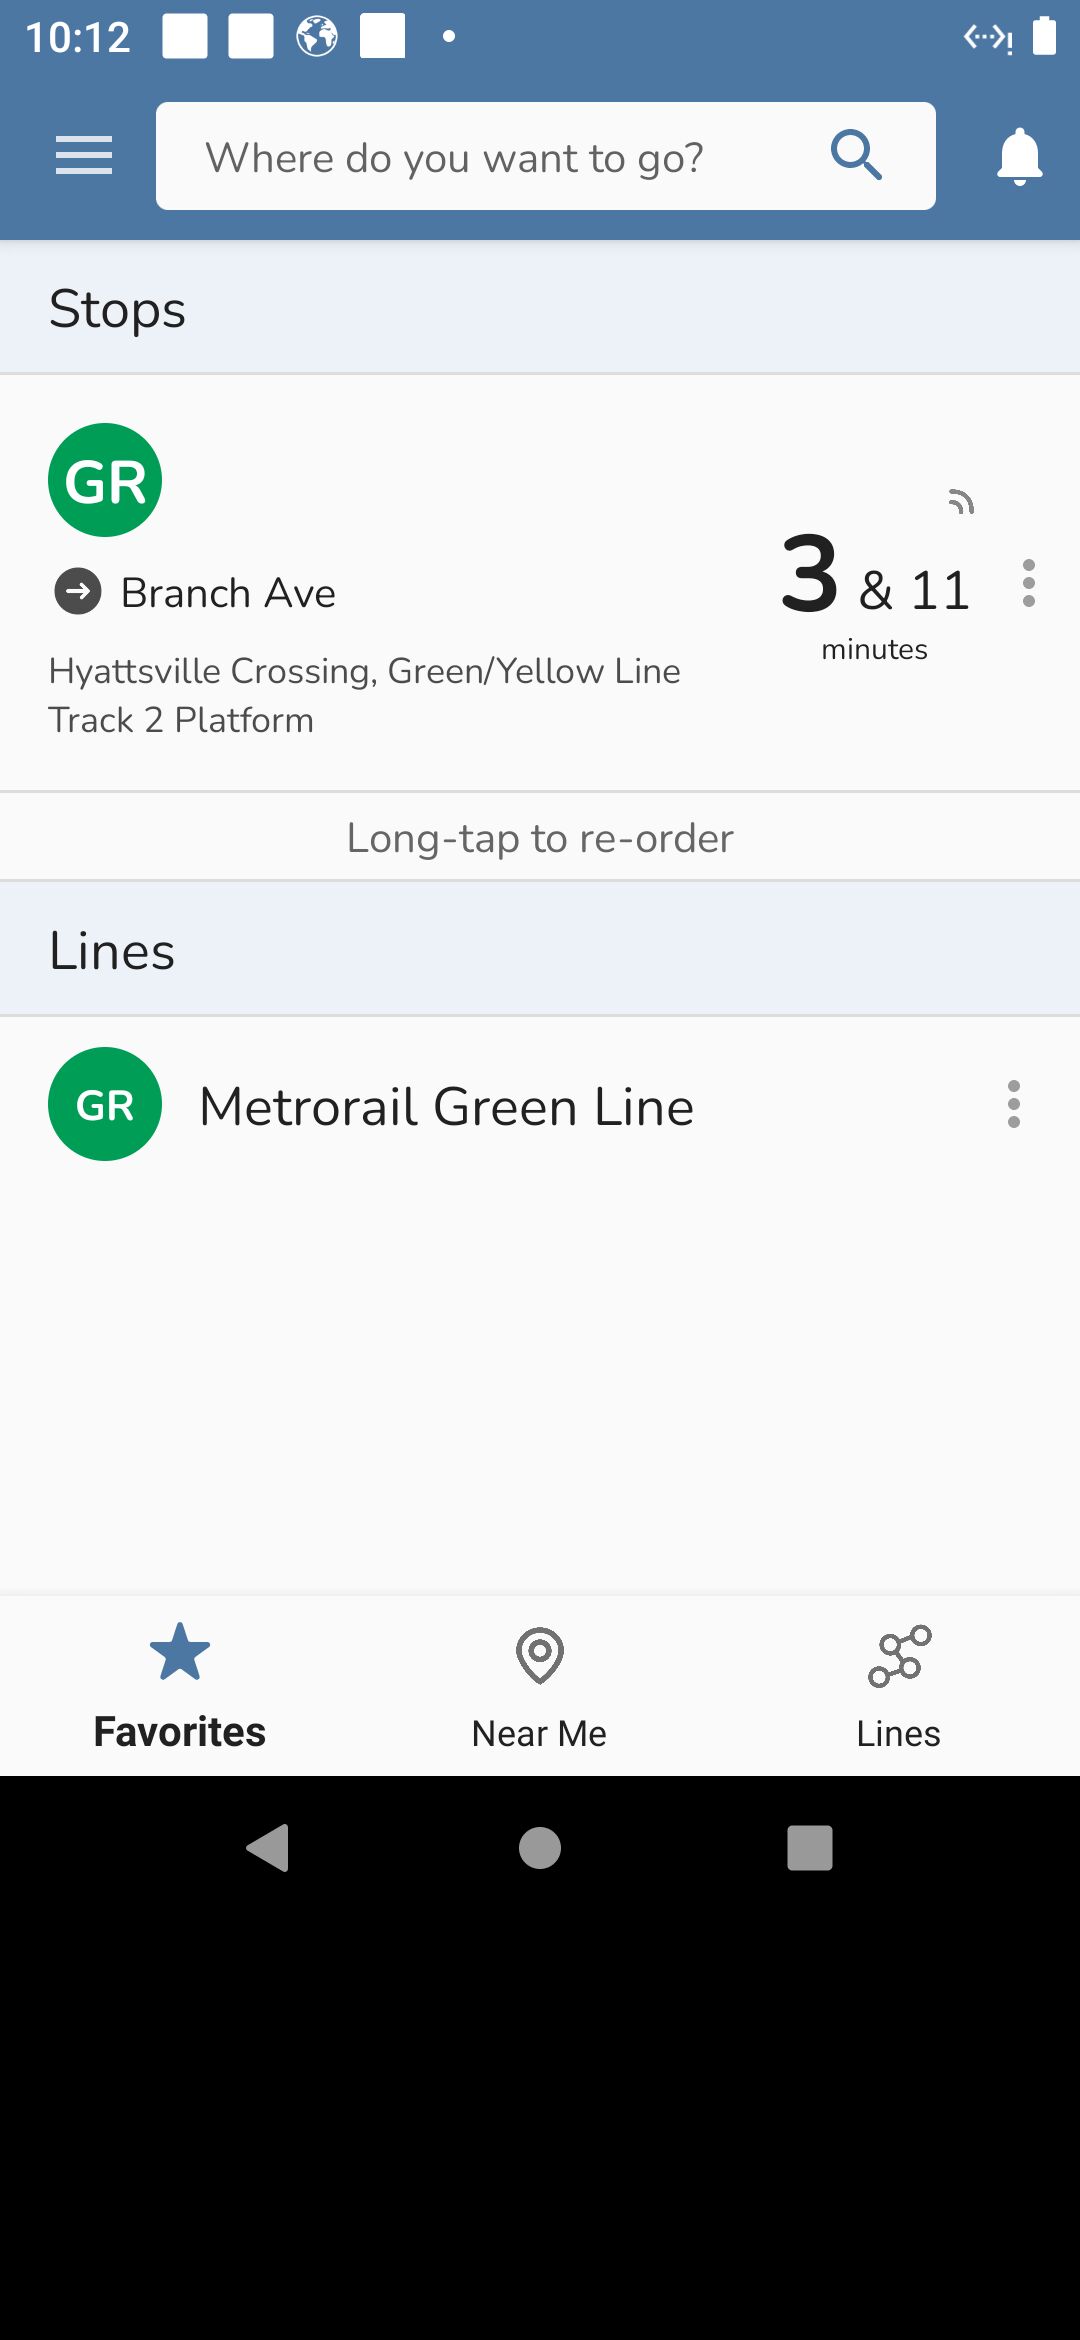 10:12
Where do you want to go?
Stops
GR
Branch Ave
3 & 11
minutes
Hyattsville Crossing, Green/Yellow Line
Track 2 Platform
Long-tap to re-order
Lines
GR
Metrorail Green Line
Favorites
Near Me
Lines